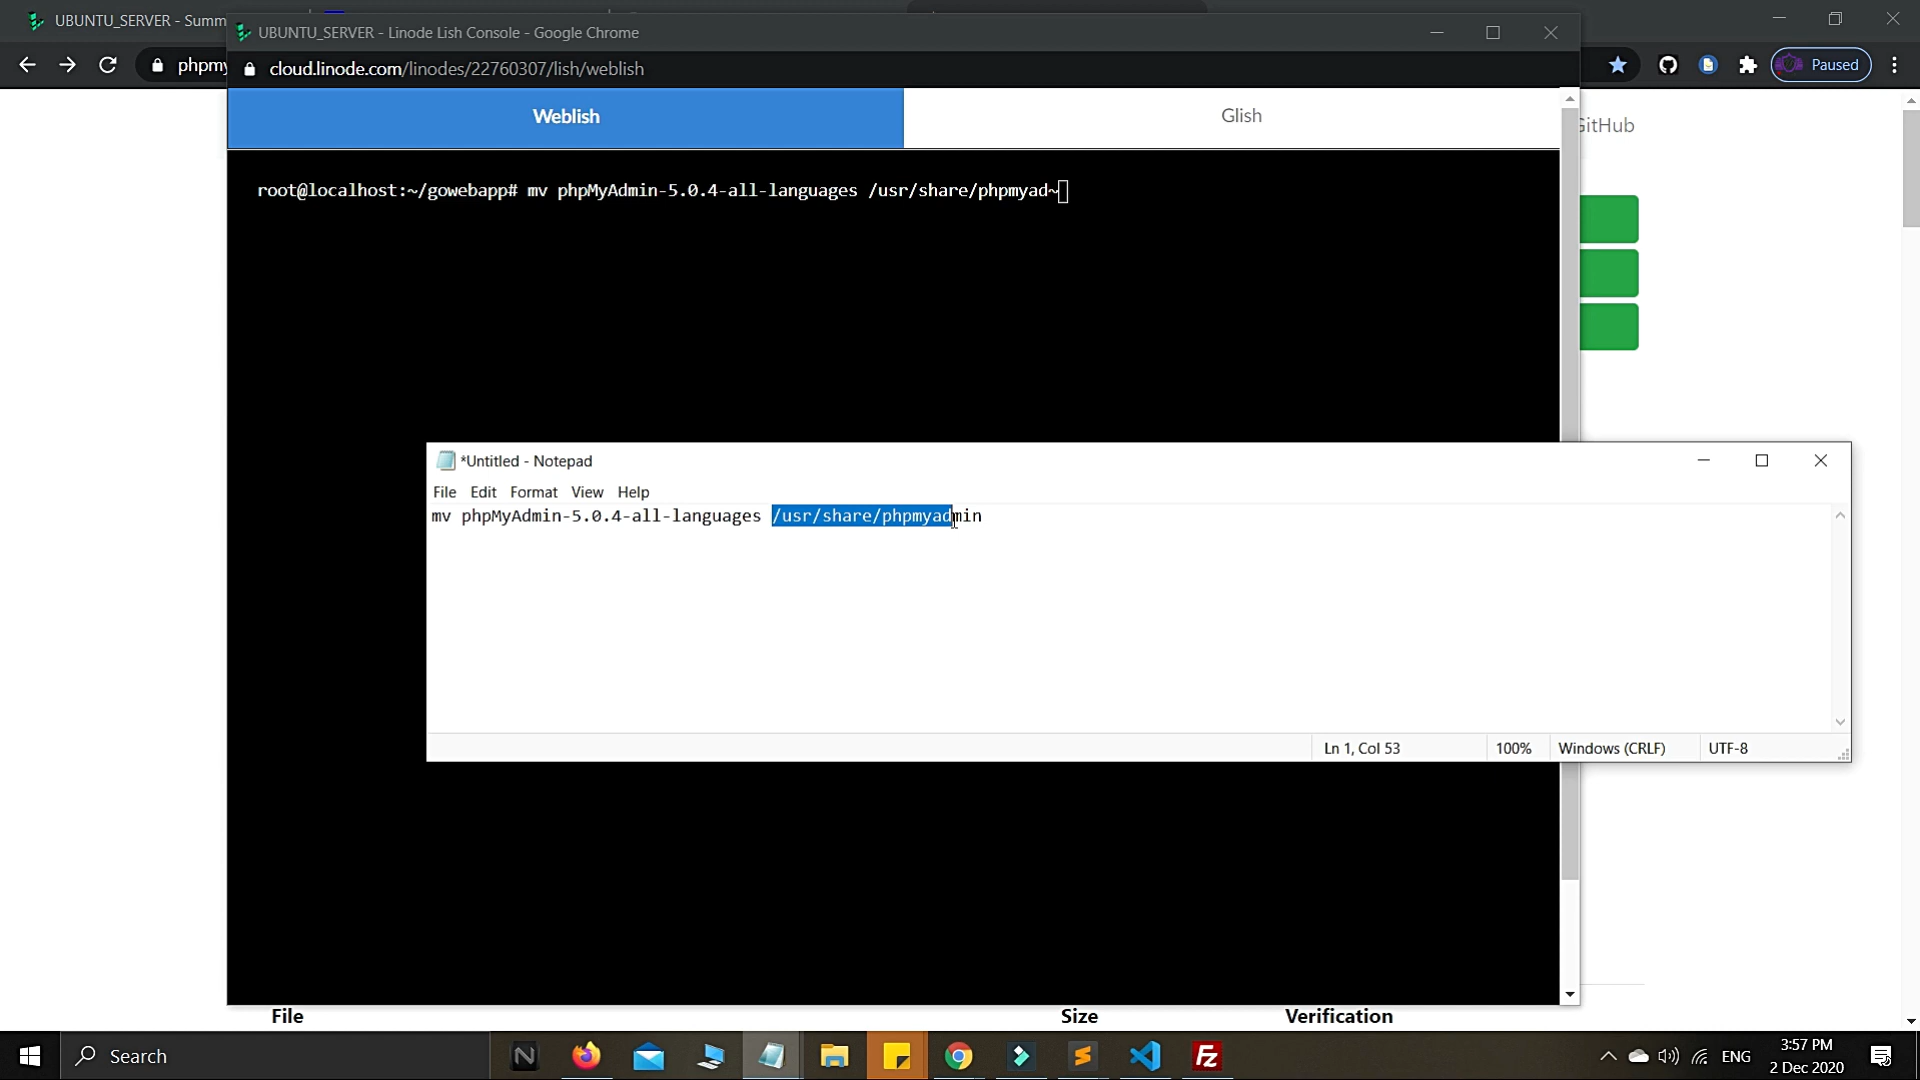 UBUNTU_SERVER - Summ
UBUNTU_SERVER - Linode Lish Console - Google Chrome
phpmy
cloud.linode.com/linodes/22760307/lish/weblish
Paused
Weblish
Glish
GitHub
root@localhost:~/gowebapp# mv phpMyAdmin-5.0.4-all-languages /usr/share/phpmyad~
*Untitled - Notepad
File Edit Format View Help
mv phpMyAdmin-5.0.4-all-languages /usr/share/phpmyadmin
Ln 1, Col 53
100%
Windows (CRLF)
UTF-8
File
Size
Verification
Search
ENG
3:57 PM
2 Dec 2020